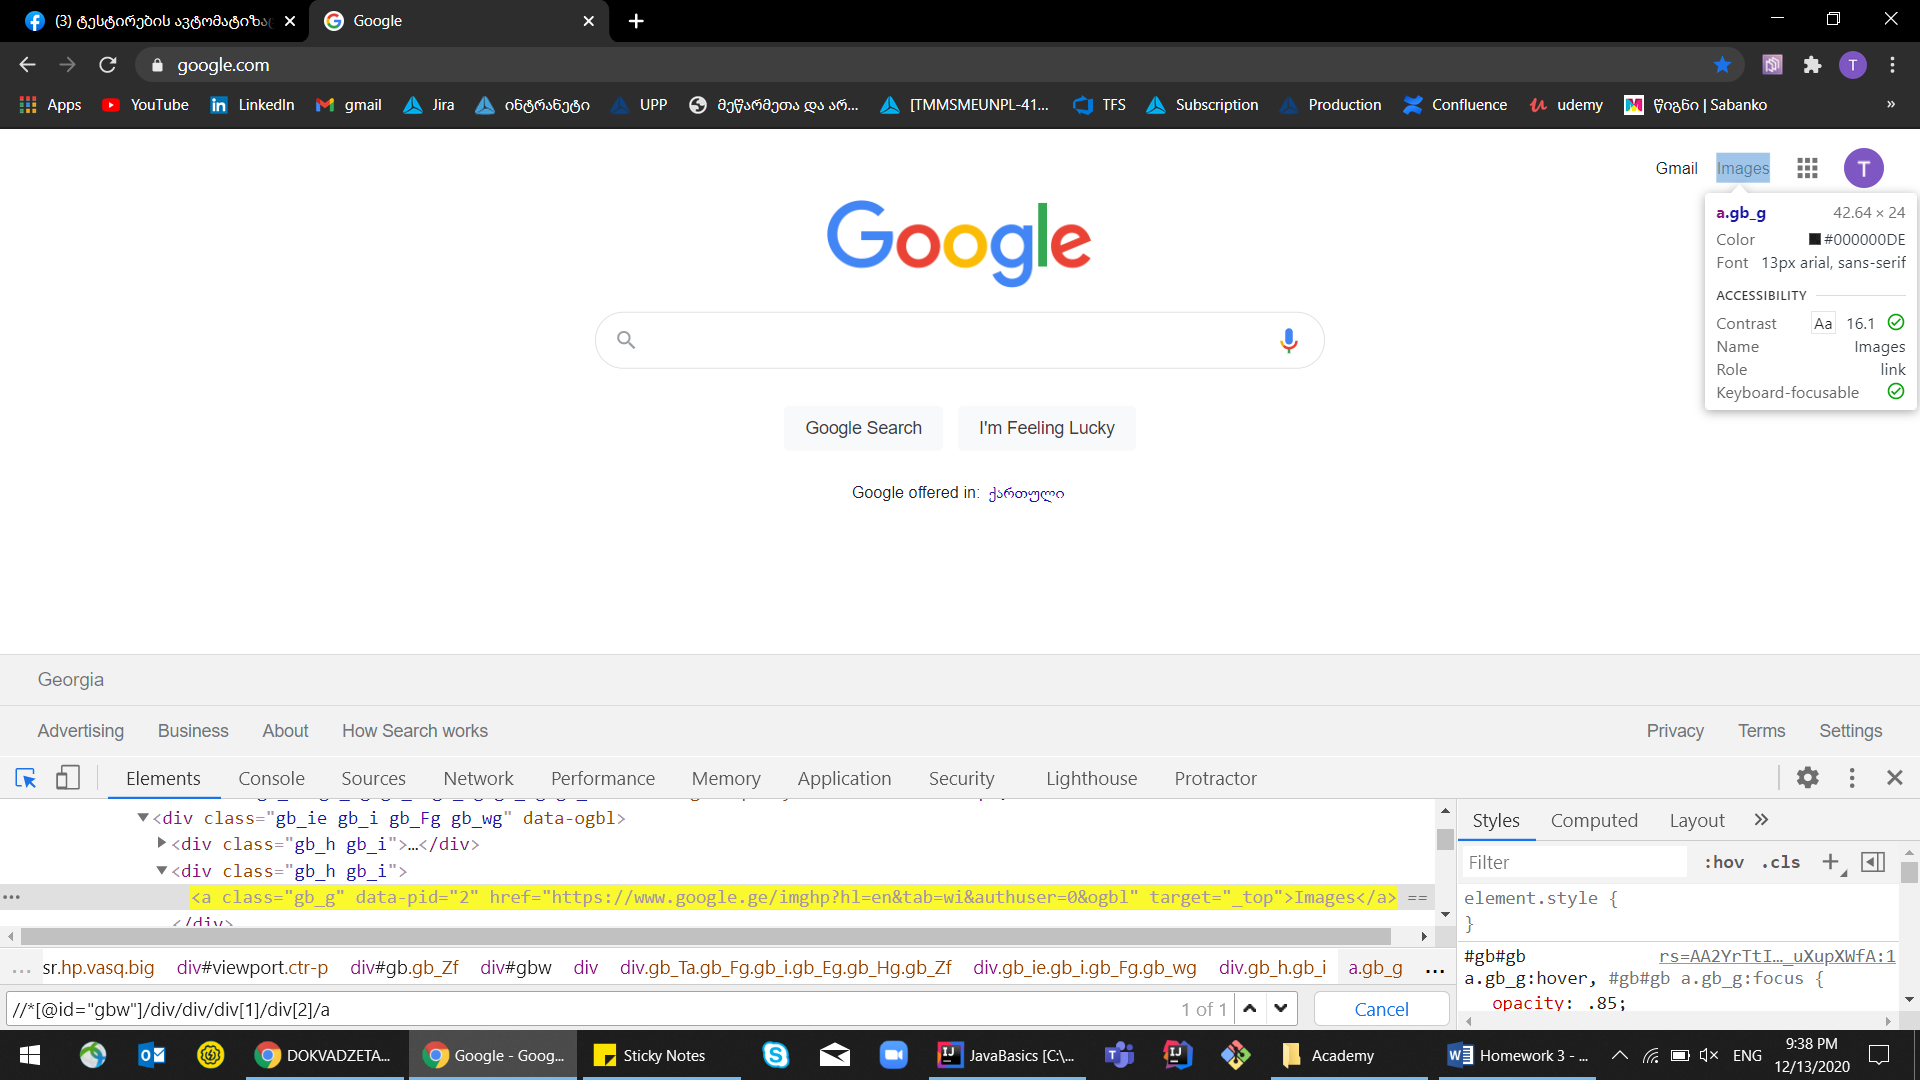 (3) ტესტირების ავტომატიზა
Google
google.com
T
Apps YouTube LinkedIn gmail Jira ინტრანეტი UPP მეწარმეთა და არ... [TMMSMEUNPL-41... TFS Subscription Production Confluence udemy წიგნი | Sabanko »
Gmail Images T
Google
a.gb_g 42.64 × 24
Color #000000DE
Font 13px arial, sans-serif
ACCESSIBILITY
Contrast Aa 16.1
Name Images
Role link
Keyboard-focusable
Google Search I'm Feeling Lucky
Google offered in: ქართული
Georgia
Advertising Business About How Search works Privacy Terms Settings
Elements Console Sources Network Performance Memory Application Security Lighthouse Protractor
<div class="gb_ie gb_i gb_Fg gb_wg" data-ogbl>
<div class="gb_h gb_i">…</div>
<div class="gb_h gb_i">
<a class="gb_g" data-pid="2" href="https://www.google.ge/imghp?hl=en&tab=wi&authuser=0&ogbl" target="_top">Images</a> ==
</div>
... sr.hp.vasq.big div#viewport.ctr-p div#gb.gb_Zf div#gbw div div.gb_Ta.gb_Fg.gb_i.gb_Eg.gb_Hg.gb_Zf div.gb_ie.gb_i.gb_Fg.gb_wg div.gb_h.gb_i a.gb_g ...
//*[@id="gbw"]/div/div/div[1]/div[2]/a 1 of 1 Cancel
Styles Computed Layout »
Filter :hov .cls
element.style {
}
#gb#gb rs=AA2YrTtI…_uXupXWfA:1
a.gb_g:hover, #gb#gb a.gb_g:focus {
opacity: .85;
DOKVADZETA... Google - Goog... Sticky Notes JavaBasics [C:\... Academy Homework 3 - ... ENG
9:38 PM
12/13/2020